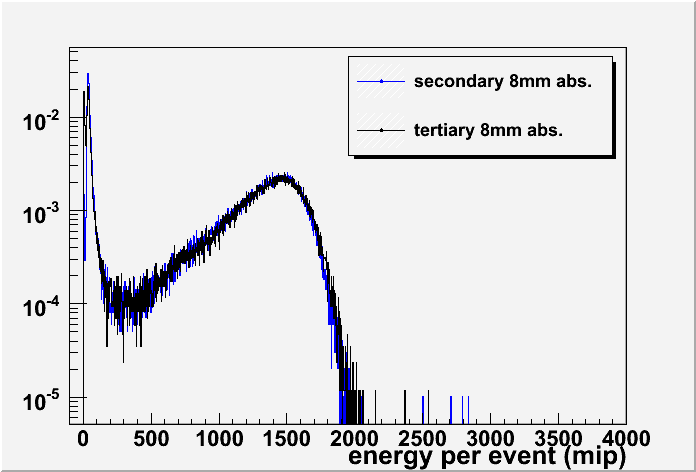 secondary 8mm abs.
tertiary 8mm abs.
10-2
10-3
10-4
10-5
0 500 1000 1500 2000 2500 3000 3500 4000
energy per event (mip)